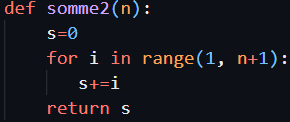 def somme2(n):
    s=0
    for i in range(1, n+1):
        s+=i
    return s